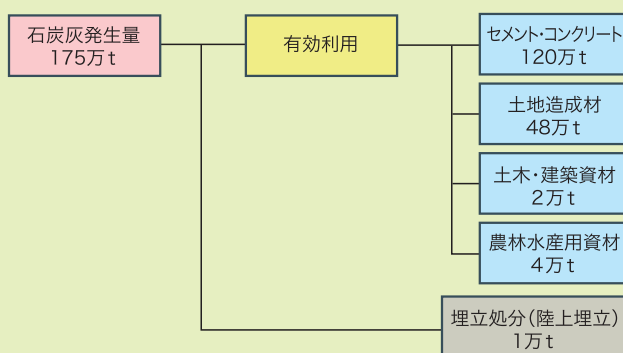 石炭灰発生量
175万t
有効利用
セメント・コンクリート
120万t
土地造成材
48万t
土木・建築資材
2万t
農林水産用資材
4万t
埋立処分(陸上埋立)
1万t